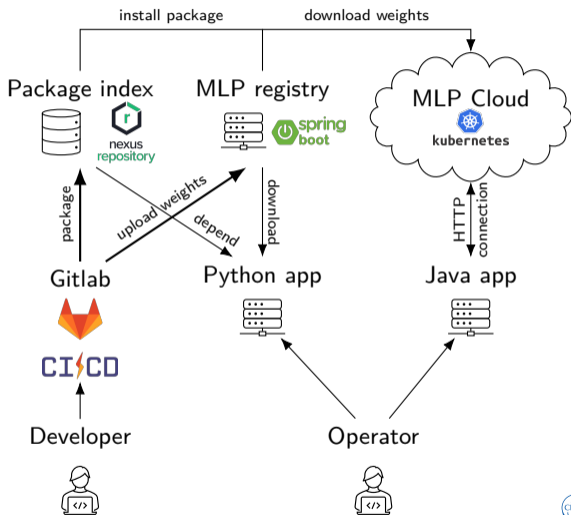 install package
download weights
Package index
MLP registry
MLP Cloud
r
nexus
repository
spring
boot
kubernetes
package
upload weights
depend
download
HTTP
connection
Gitlab
Python app
Java app
CI CD
Developer
Operator
</>
</>